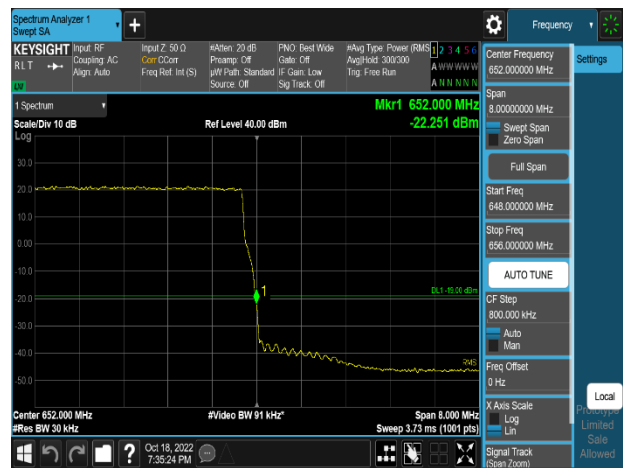 Spectrum Analyzer 1
Swept SA
+
Frequency
KEYSIGHT
RLT
LXI
Input: RF
Coupling: AC
Align: Auto
Input Z: 50 Ω
Corr CCorr
Freq Ref: Int (S)
#Atten: 20 dB
Preamp: Off
µW Path: Standard
Source: Off
PNO: Best Wide
Gate: Off
IF Gain: Low
Sig Track: Off
#Avg Type: Power (RMS
Avg|Hold: 300/300
Trig: Free Run
1 2 3 4 5 6
A W W W W W
A N N N N N
Settings
Center Frequency
652.000000 MHz
Span
8.00000000 MHz
Swept Span
Zero Span
Full Span
Start Freq
648.000000 MHz
Stop Freq
656.000000 MHz
AUTO TUNE
CF Step
800.000 kHz
Auto
Man
Freq Offset
0 Hz
X Axis Scale
Log
Lin
Signal Track
(Span Zoom)
Local
Prototype
Limited
Sale
Allowed
1 Spectrum
Scale/Div 10 dB
Log
Ref Level 40.00 dBm
Mkr1 652.000 MHz
-22.251 dBm
30.0
20.0
10.0
0.00
-10.0
-20.0
-30.0
-40.0
-50.0
1
DL1 -19.00 dBm
RMS
Center 652.000 MHz
#Video BW 91 kHz*
Span 8.000 MHz
#Res BW 30 kHz
Sweep 3.73 ms (1001 pts)
?
Oct 18, 2022
7:35:24 PM